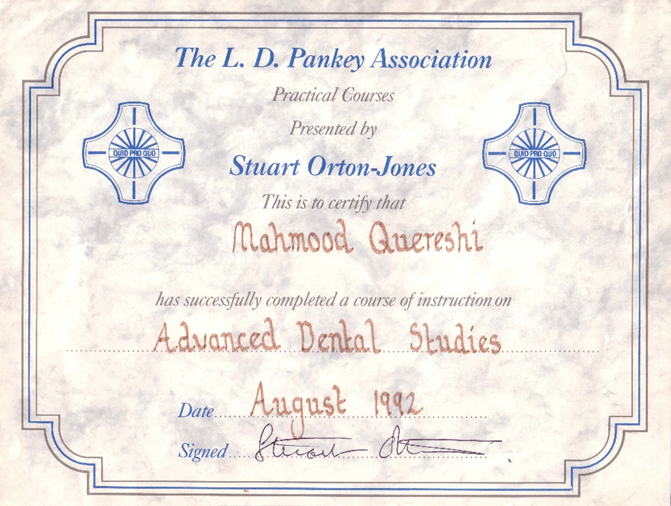 The L. D. Pankey Association
Practical Courses
Presented by
QUID PRO QUO
QUID PRO QUO
Stuart Orton-Jones
This is to certify that
Mahmood Quereshi
has successfully completed a course of instruction on
Advanced Dental Studies
Date August 1992
Signed Stuart